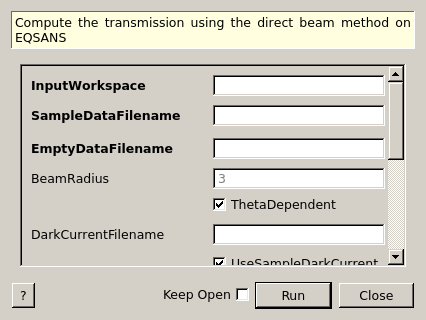 Compute the transmission using the direct beam method on
EQSANS
InputWorkspace
SampleDataFilename
EmptyDataFilename
BeamRadius 3
ThetaDependent
DarkCurrentFilename
UseSampleDarkCurrent
? Keep Open Run Close